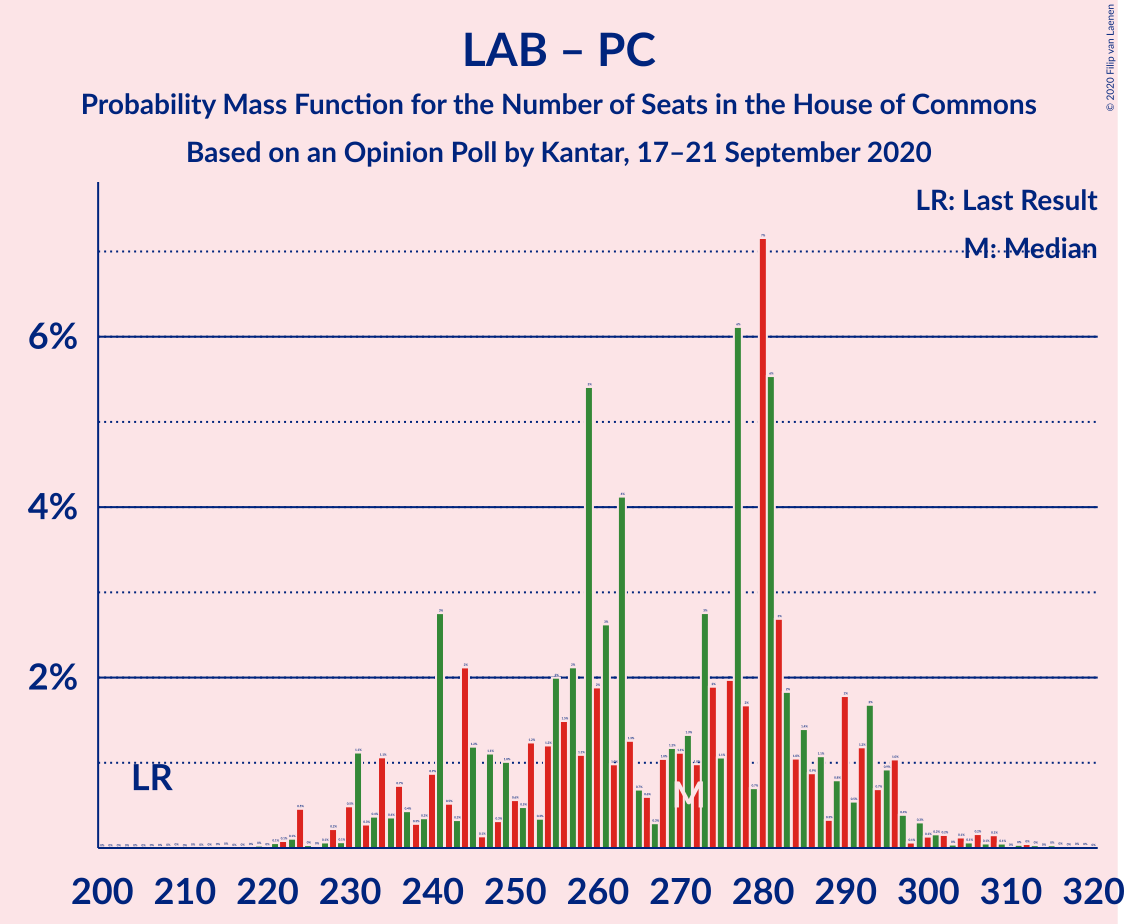 LAB – PC
Probability Mass Function for the Number of Seats in the House of Commons
Based on an Opinion Poll by Kantar, 17–21 September 2020
© 2020 Filip van Laenen
LR: Last Result
M: Median
6%
4%
2%
LR
M
200 210 220 230 240 250 260 270 280 290 300 310 320